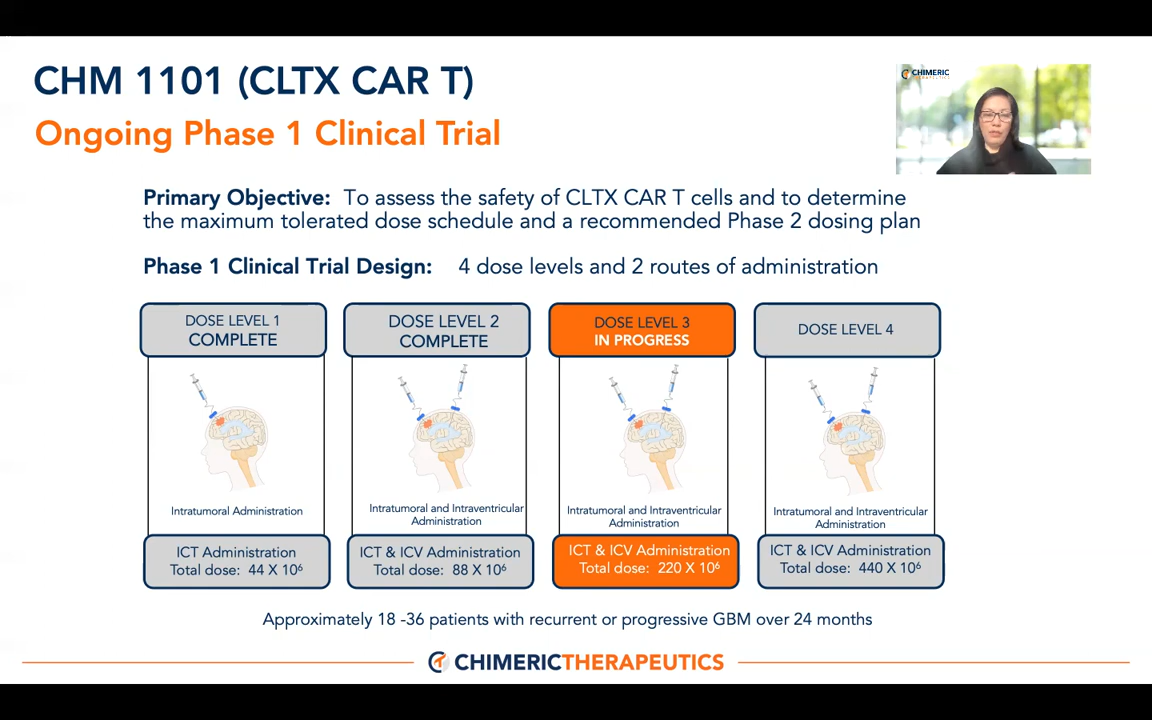 CHM 1101 (CLTX CAR T)
Ongoing Phase 1 Clinical Trial
CHIMERIC
THERAPEUTICS
Primary Objective: To assess the safety of CLTX CAR T cells and to determine
the maximum tolerated dose schedule and a recommended Phase 2 dosing plan
Phase 1 Clinical Trial Design: 4 dose levels and 2 routes of administration
DOSE LEVEL 1
COMPLETE
DOSE LEVEL 2
COMPLETE
DOSE LEVEL 3
IN PROGRESS
DOSE LEVEL 4
Intratumoral Administration
Intratumoral and Intraventricular
Administration
Intratumoral and Intraventricular
Administration
Intratumoral and Intraventricular
Administration
ICT Administration
Total dose: 44 X 10⁶
ICT & ICV Administration
Total dose: 88 X 10⁶
ICT & ICV Administration
Total dose: 220 X 10⁶
ICT & ICV Administration
Total dose: 440 X 10⁶
Approximately 18 -36 patients with recurrent or progressive GBM over 24 months
CHIMERICTHERAPEUTICS